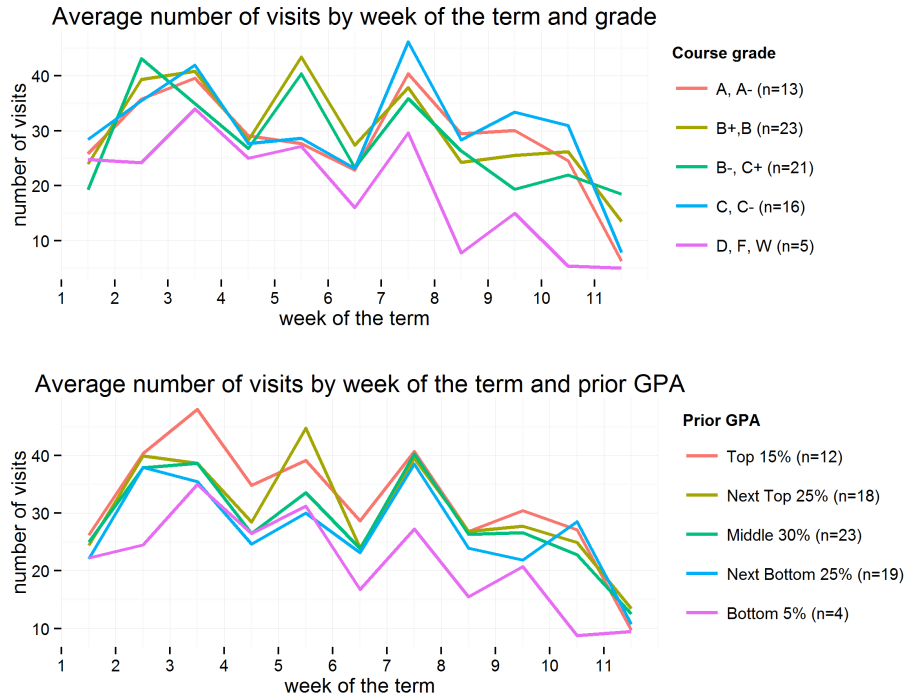 Average number of visits by week of the term and grade
number of visits
40
30
20
10
1 2 3 4 5 6 7 8 9 10 11
week of the term
Course grade
A, A- (n=13)
B+,B (n=23)
B-, C+ (n=21)
C, C- (n=16)
D, F, W (n=5)
Average number of visits by week of the term and prior GPA
number of visits
40
30
20
10
1 2 3 4 5 6 7 8 9 10 11
week of the term
Prior GPA
Top 15% (n=12)
Next Top 25% (n=18)
Middle 30% (n=23)
Next Bottom 25% (n=19)
Bottom 5% (n=4)